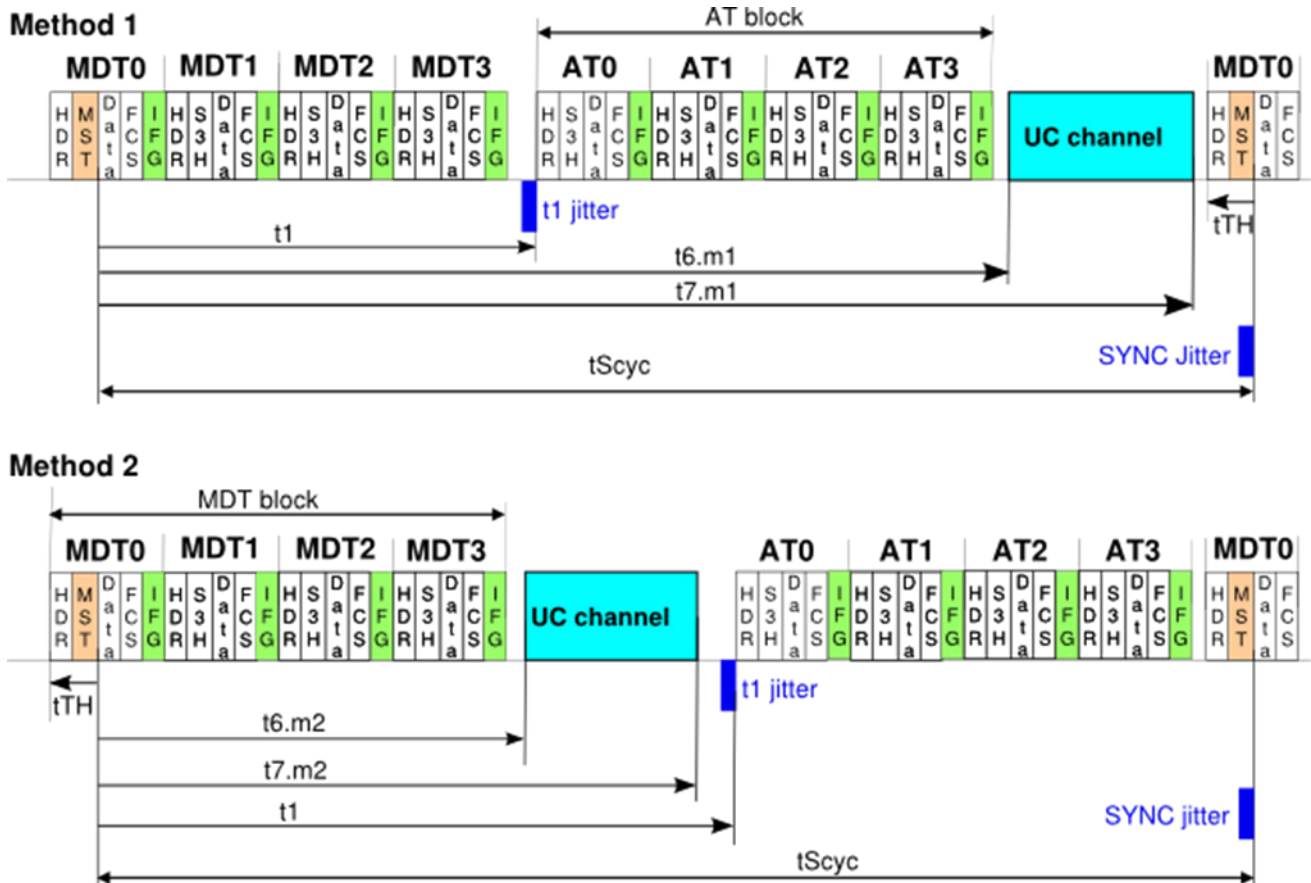 Method 1
AT block
MDT0 MDT1 MDT2 MDT3 AT0 AT1 AT2 AT3 MDT0
HDR MST Data FCS IFG HDR S3H Data FCS IFG HDR S3H Data FCS IFG HDR S3H Data FCS IFG HDR S3H Data FCS IFG HDR S3H Data FCS IFG HDR S3H Data FCS IFG HDR S3H Data FCS IFG UC channel HDR MST Data FCS
t1 jitter
tTH
t1
t6.m1
t7.m1
SYNC Jitter
tScyc
Method 2
MDT block
MDT0 MDT1 MDT2 MDT3 AT0 AT1 AT2 AT3 MDT0
HDR MST Data FCS IFG HDR S3H Data FCS IFG HDR S3H Data FCS IFG HDR S3H Data FCS IFG UC channel HDR S3H Data FCS IFG HDR S3H Data FCS IFG HDR S3H Data FCS IFG HDR S3H Data FCS IFG HDR MST Data FCS
t1 jitter
tTH
t6.m2
t7.m2
t1
SYNC jitter
tScyc